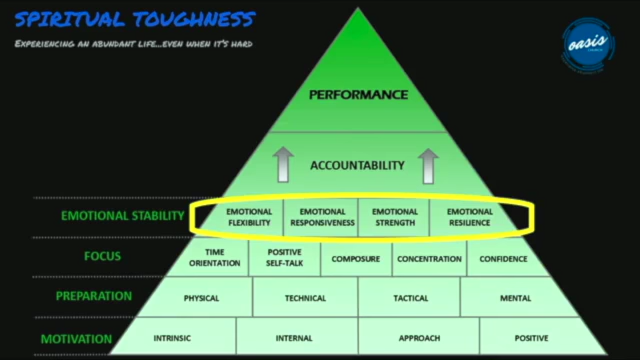 SPIRITUAL TOUGHNESS
EXPERIENCING AN ABUNDANT LIFE...EVEN WHEN IT'S HARD
oasis
PERFORMANCE
ACCOUNTABILITY
EMOTIONAL STABILITY
EMOTIONAL
FLEXIBILITY
EMOTIONAL
RESPONSIVENESS
EMOTIONAL
STRENGTH
EMOTIONAL
RESILIENCE
FOCUS
TIME
ORIENTATION
POSITIVE
SELF-TALK
COMPOSURE
CONCENTRATION
CONFIDENCE
PREPARATION
PHYSICAL
TECHNICAL
TACTICAL
MENTAL
MOTIVATION
INTRINSIC
INTERNAL
APPROACH
POSITIVE